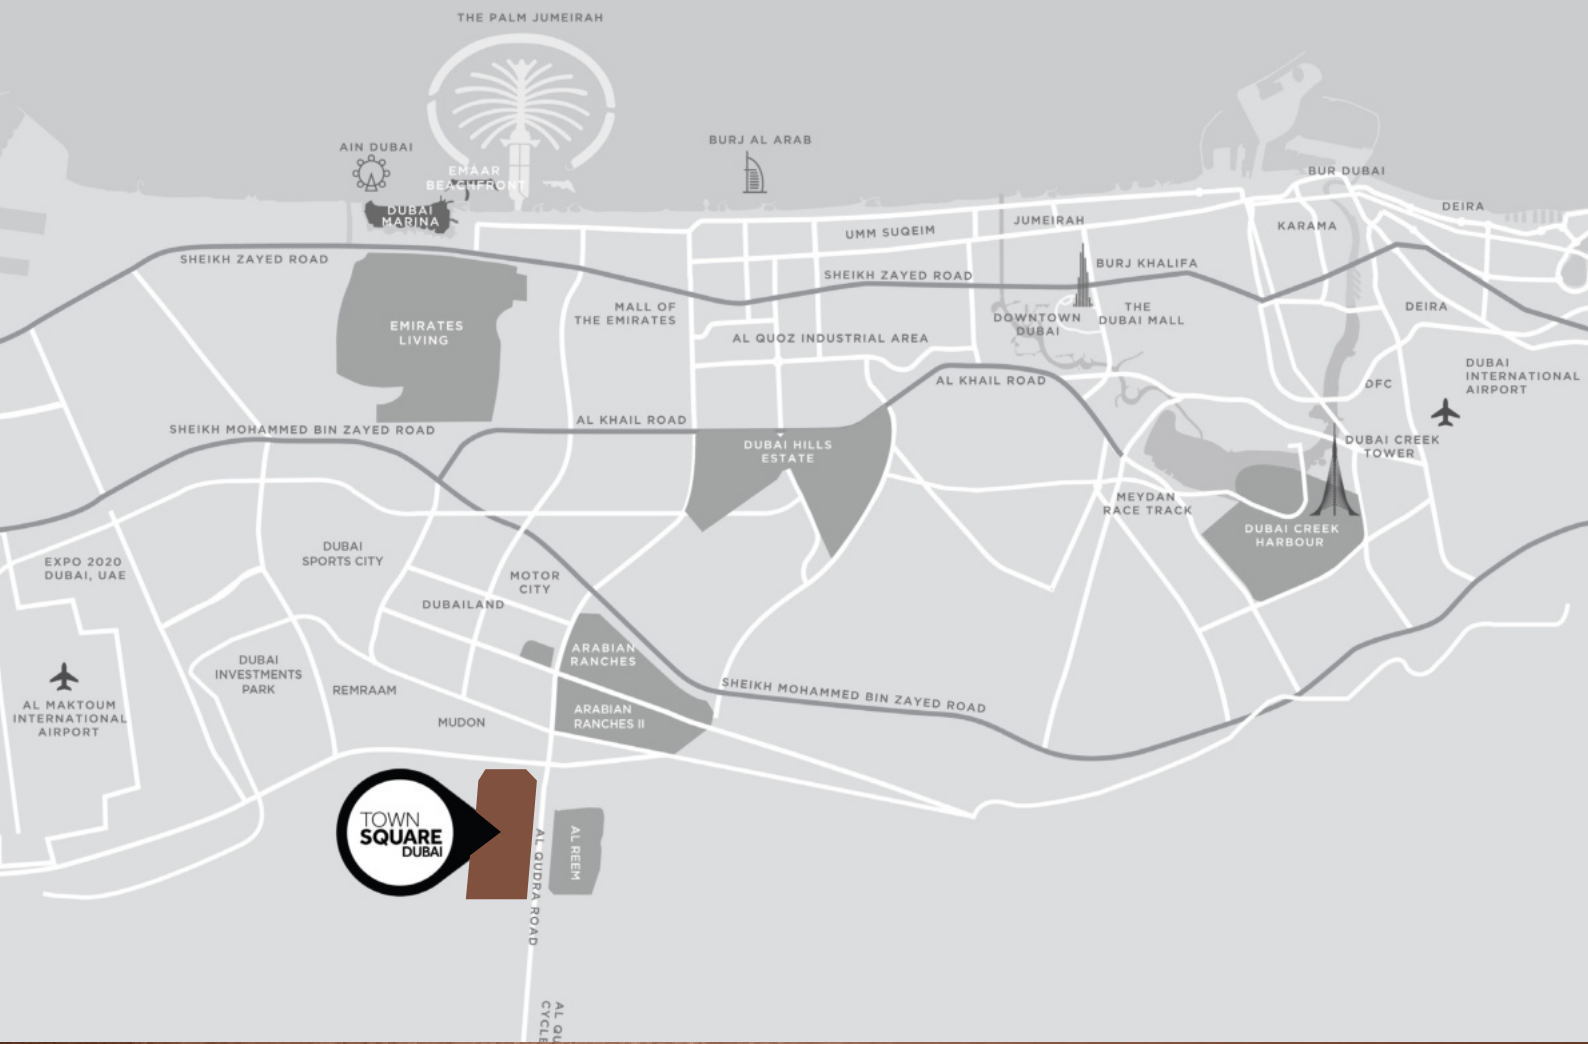 THE PALM JUMEIRAH
AIN DUBAI
EMAAR
BEACHFRONT
DUBAI
MARINA
BURJ AL ARAB
BUR DUBAI
DEIRA
KARAMA
JUMEIRAH
UMM SUQEIM
SHEIKH ZAYED ROAD
SHEIKH ZAYED ROAD
BURJ KHALIFA
MALL OF
THE EMIRATES
DOWNTOWN
DUBAI
THE
DUBAI MALL
DEIRA
EMIRATES
LIVING
AL QUOZ INDUSTRIAL AREA
DUBAI
INTERNATIONAL
AIRPORT
AL KHAIL ROAD
DFC
AL KHAIL ROAD
SHEIKH MOHAMMED BIN ZAYED ROAD
DUBAI HILLS
ESTATE
DUBAI CREEK
TOWER
MEYDAN
RACE TRACK
DUBAI CREEK
HARBOUR
EXPO 2020
DUBAI, UAE
DUBAI
SPORTS CITY
MOTOR
CITY
DUBAILAND
ARABIAN
RANCHES
DUBAI
INVESTMENTS
PARK
REMRAAM
SHEIKH MOHAMMED BIN ZAYED ROAD
AL MAKTOUM
INTERNATIONAL
AIRPORT
MUDON
ARABIAN
RANCHES II
TOWN
SQUARE
DUBAI
AL QUDRA ROAD
AL REEM
AL QU
CYCLE